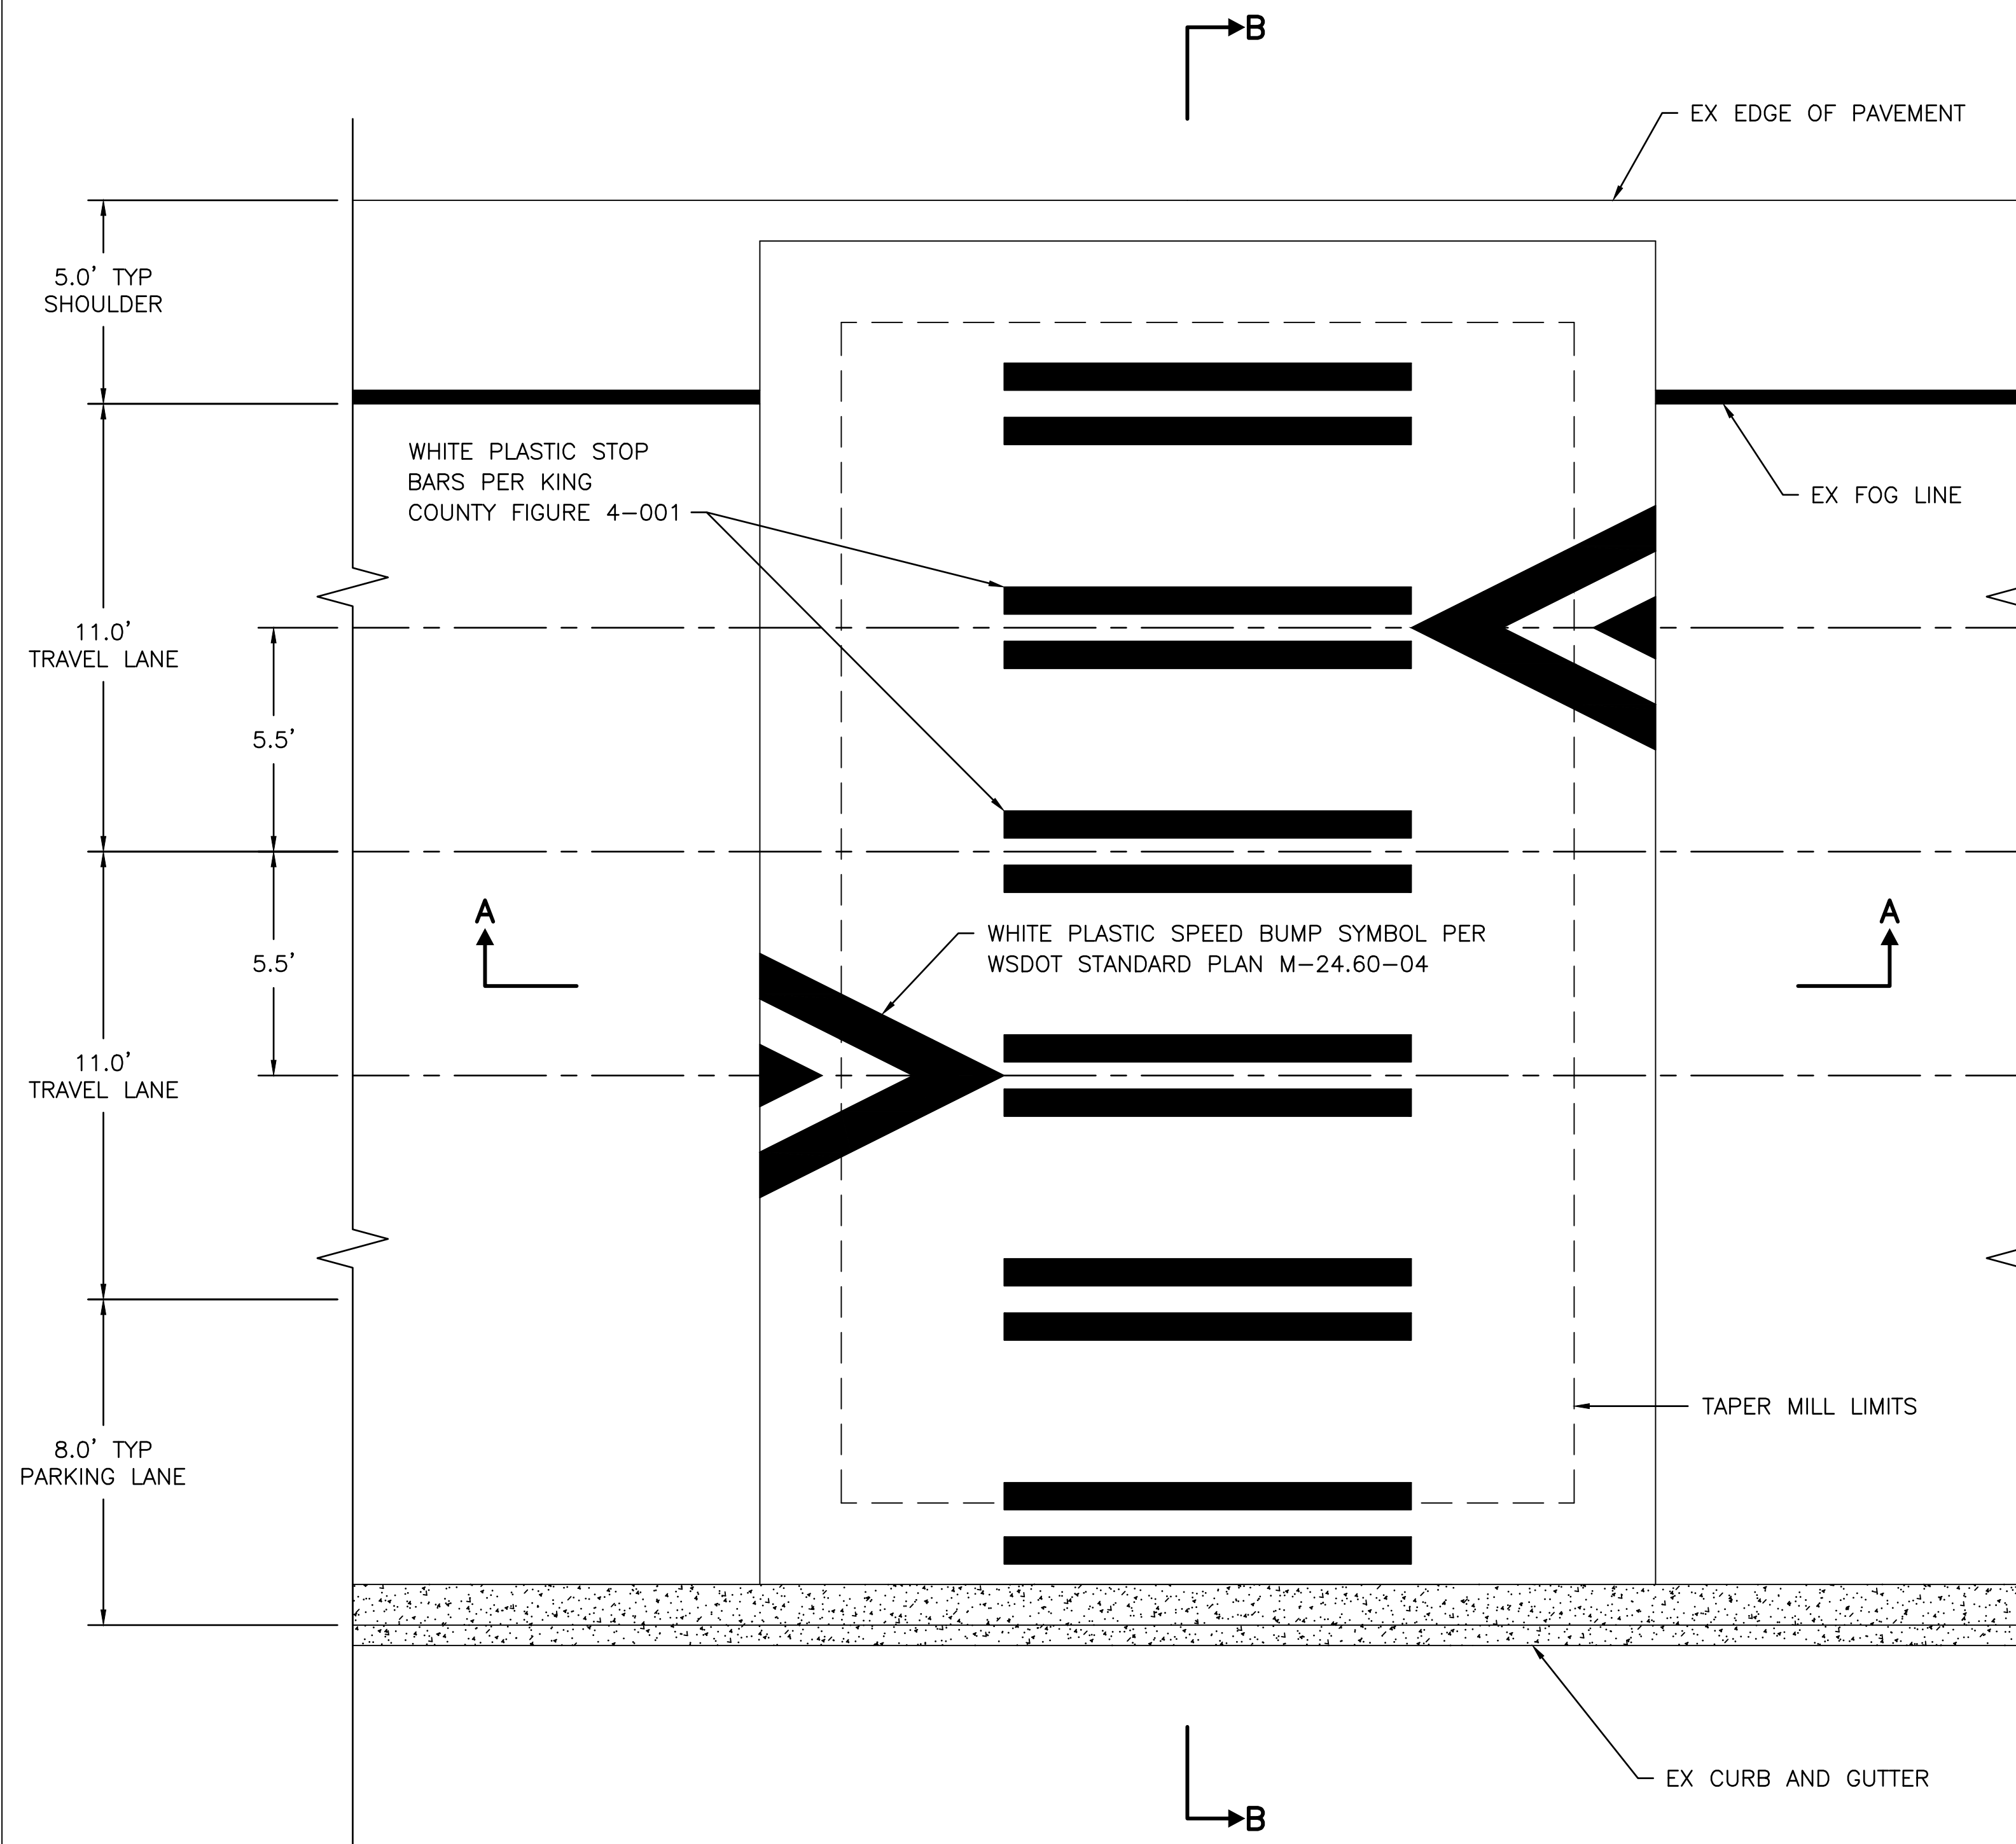 B
EX EDGE OF PAVEMENT
5.0' TYP
SHOULDER
WHITE PLASTIC STOP
BARS PER KING
COUNTY FIGURE 4-001
EX FOG LINE
11.0'
TRAVEL LANE
5.5'
A
A
WHITE PLASTIC SPEED BUMP SYMBOL PER
WSDOT STANDARD PLAN M-24.60-04
5.5'
11.0'
TRAVEL LANE
TAPER MILL LIMITS
8.0' TYP
PARKING LANE
EX CURB AND GUTTER
B